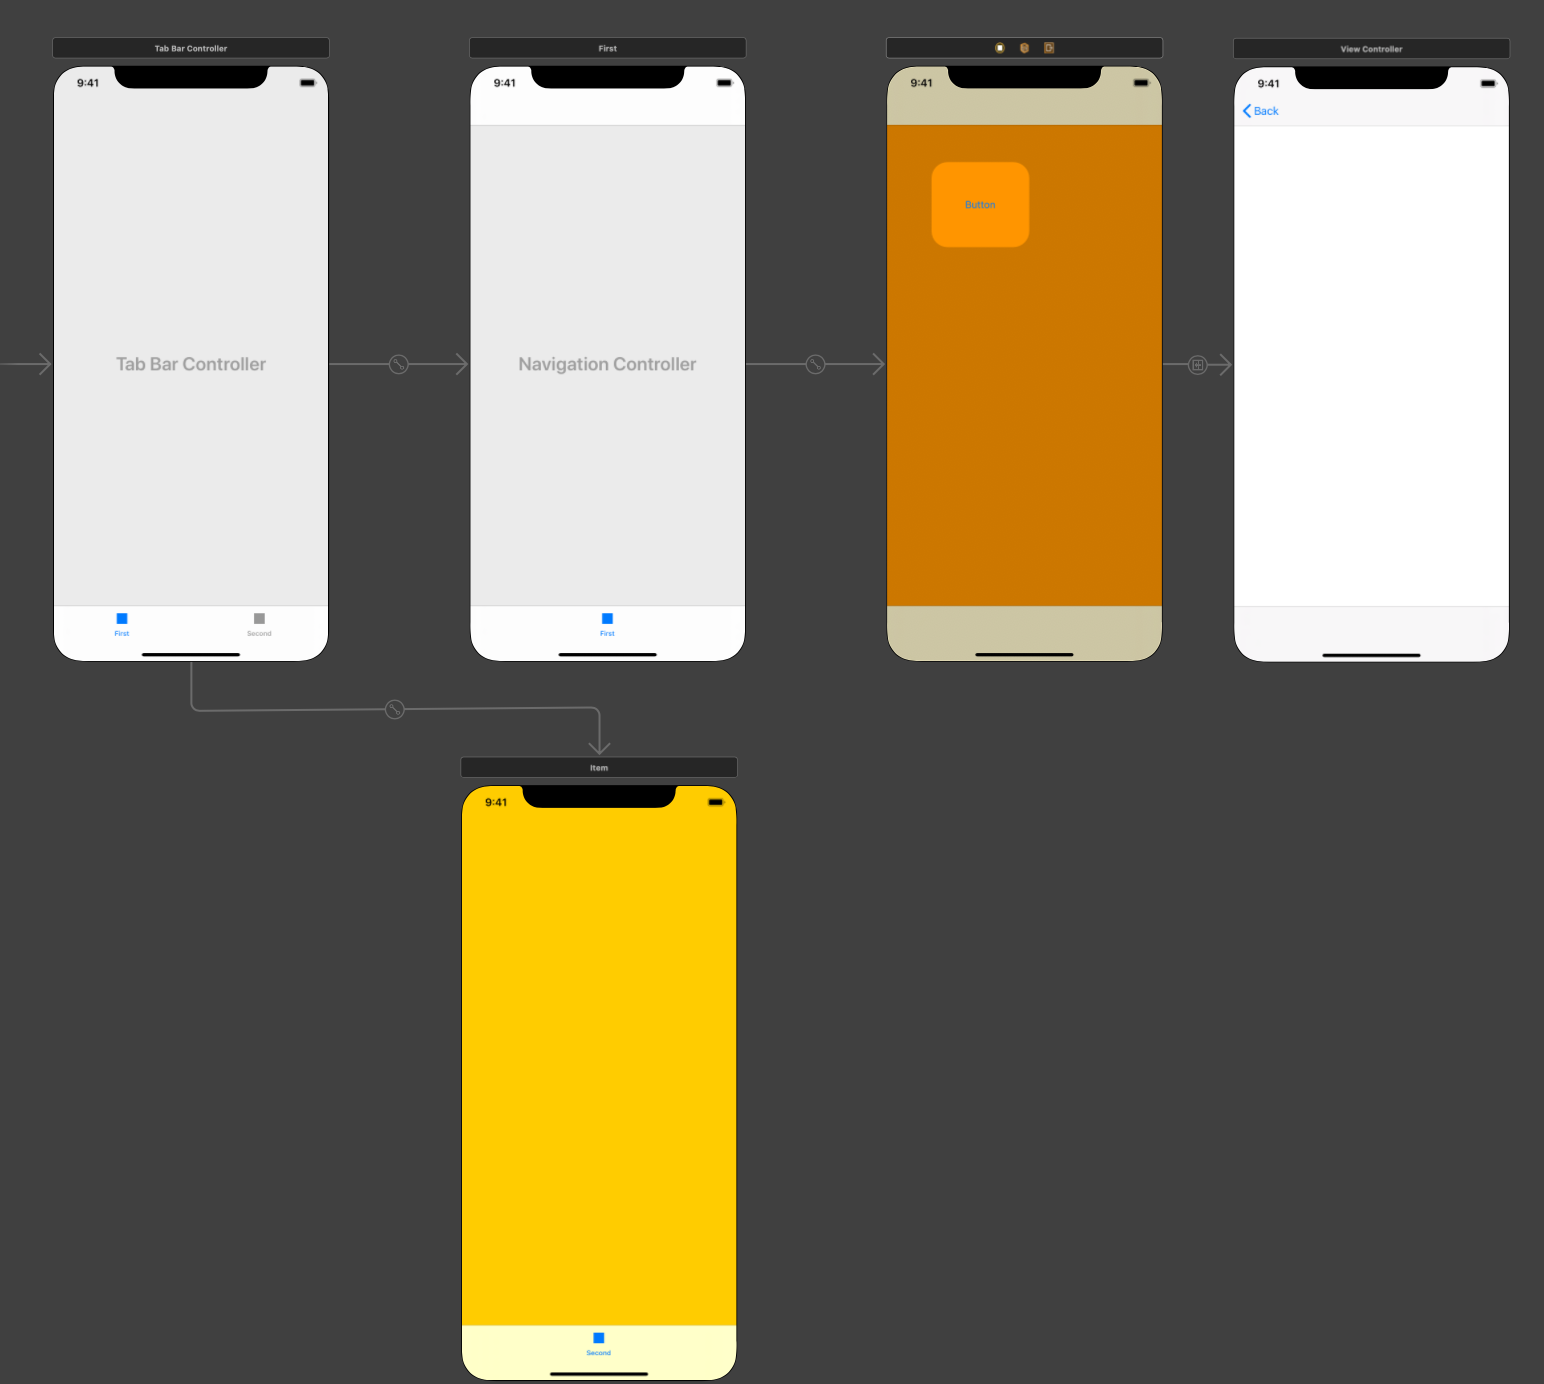 Tab Bar Controller
First
View Controller
9:41
9:41
9:41
9:41
Back
Button
Tab Bar Controller
Navigation Controller
First
Second
First
Item
9:41
Second